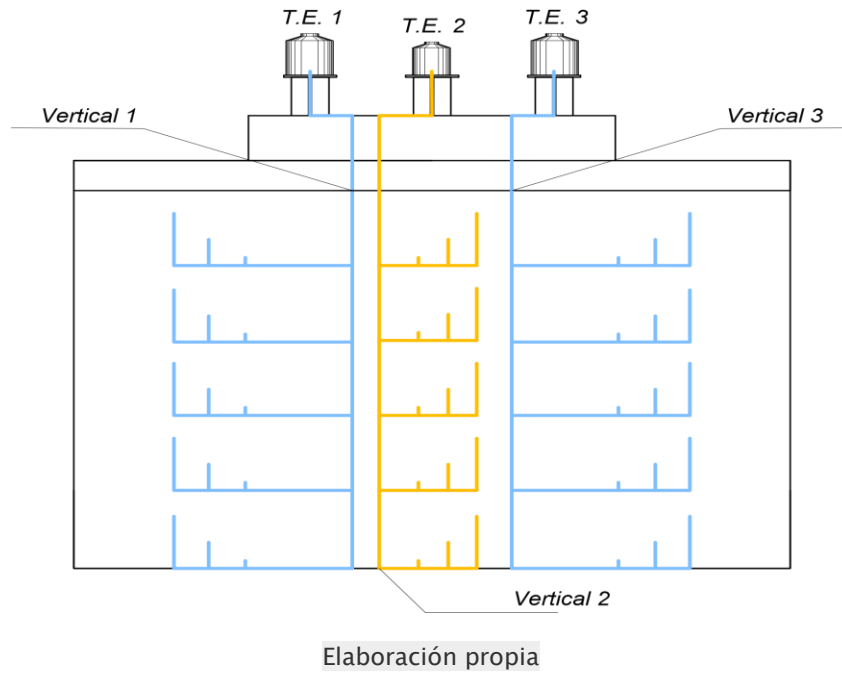 T.E. 1
T.E. 2
T.E. 3
Vertical 1
Vertical 3
Vertical 2
Elaboración propia